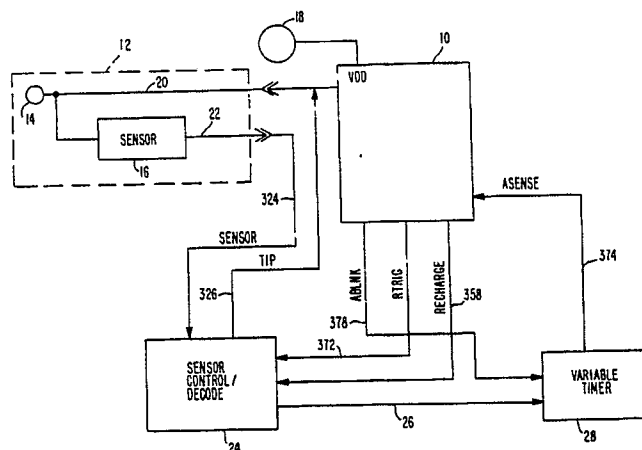 18
12
10
VOD
20
14
22
SENSOR
16
ASENSE
324
SENSOR
TIP
326
ABLNK
RTRIG
RECHARGE
358
374
378
372
SENSOR
CONTROL/
DECODE
VARIABLE
TIMER
26
24
28